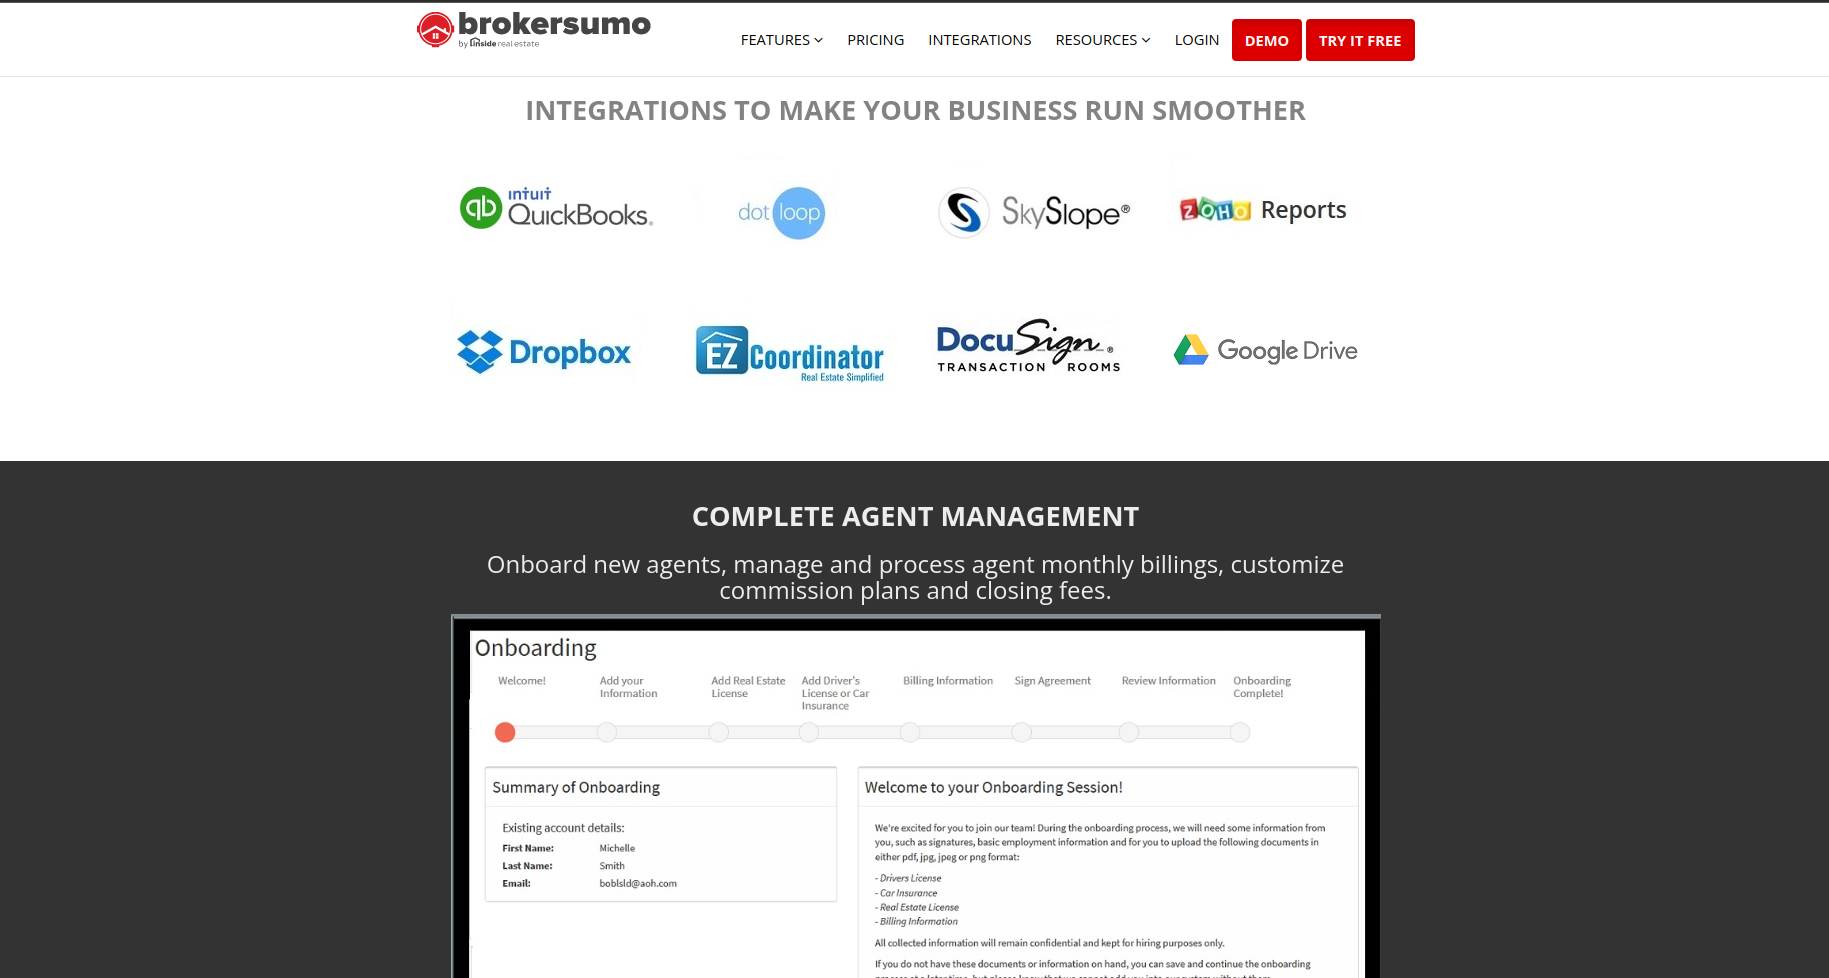 brokersumo
by inside real estate
FEATURES PRICING INTEGRATIONS RESOURCES LOGIN DEMO TRY IT FREE
INTEGRATIONS TO MAKE YOUR BUSINESS RUN SMOOTHER
qb intuit QuickBooks.
dotloop
SkySlope®
ZOHO Reports
Dropbox
EZ Coordinator
Real Estate Simplified
DocuSign®
TRANSACTION ROOMS
Google Drive
COMPLETE AGENT MANAGEMENT
Onboard new agents, manage and process agent monthly billings, customize
commission plans and closing fees.
Onboarding
Welcome!
Add your
Information
Add Real Estate
License
Add Driver's
License or Car
Insurance
Billing Information
Sign Agreement
Review Information
Onboarding
Complete!
Summary of Onboarding
Existing account details:
First Name: Michelle
Last Name: Smith
Email: boblsld@aoh.com
Welcome to your Onboarding Session!
We're excited for you to join our team! During the onboarding process, we will need some information from
you, such as signatures, basic employment information and for you to upload the following documents in
either pdf, jpg, jpeg or png format:
- Drivers License
- Car Insurance
- Real Estate License
- Billing Information
All collected information will remain confidential and kept for hiring purposes only.
If you do not have these documents or information on hand, you can save and continue the onboarding